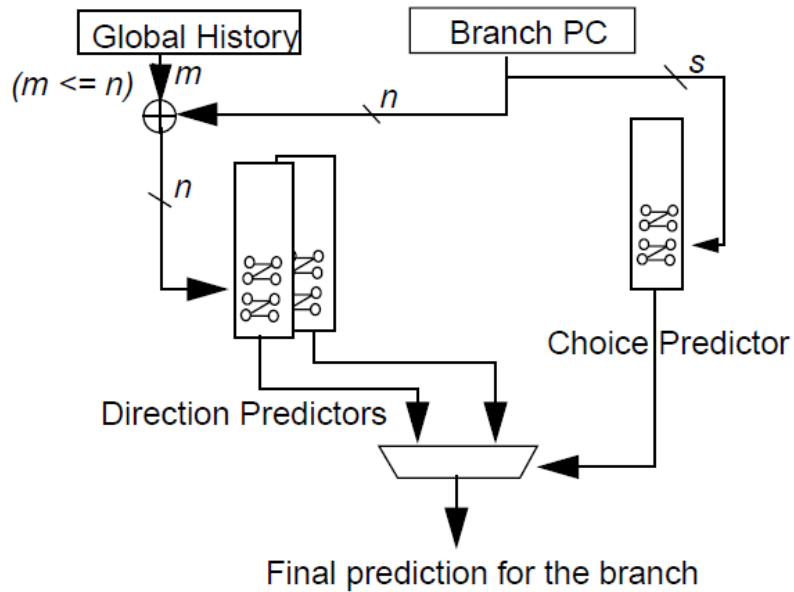 Global History
Branch PC
(m <= n)
m
s
n
n
Choice Predictor
Direction Predictors
Final prediction for the branch